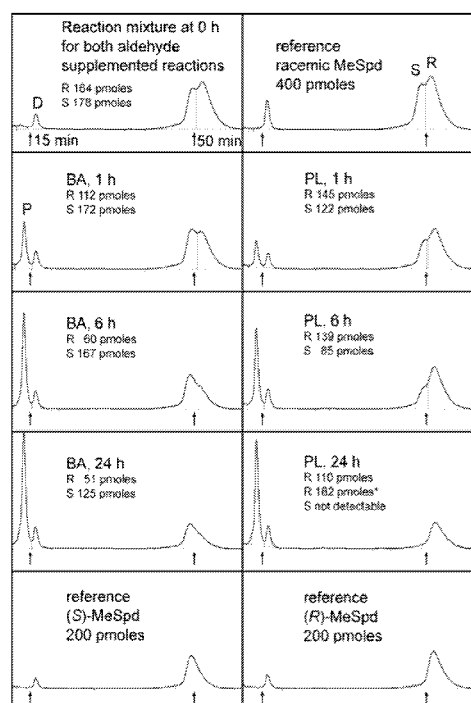 Reaction mixture at 0 h
for both aldehyde
supplemented reactions
R 164 pmoles
S 178 pmoles
D
15 min
50 min
reference
racemic MeSpd
400 pmoles
S R
BA, 1 h
R 112 pmoles
S 172 pmoles
P
PL, 1 h
R 145 pmoles
S 122 pmoles
BA, 6 h
R 60 pmoles
S 167 pmoles
PL, 6 h
R 139 pmoles
S 85 pmoles
BA, 24 h
R 51 pmoles
S 125 pmoles
PL, 24 h
R 110 pmoles
R 162 pmoles*
S not detectable
reference
(S)-MeSpd
200 pmoles
reference
(R)-MeSpd
200 pmoles